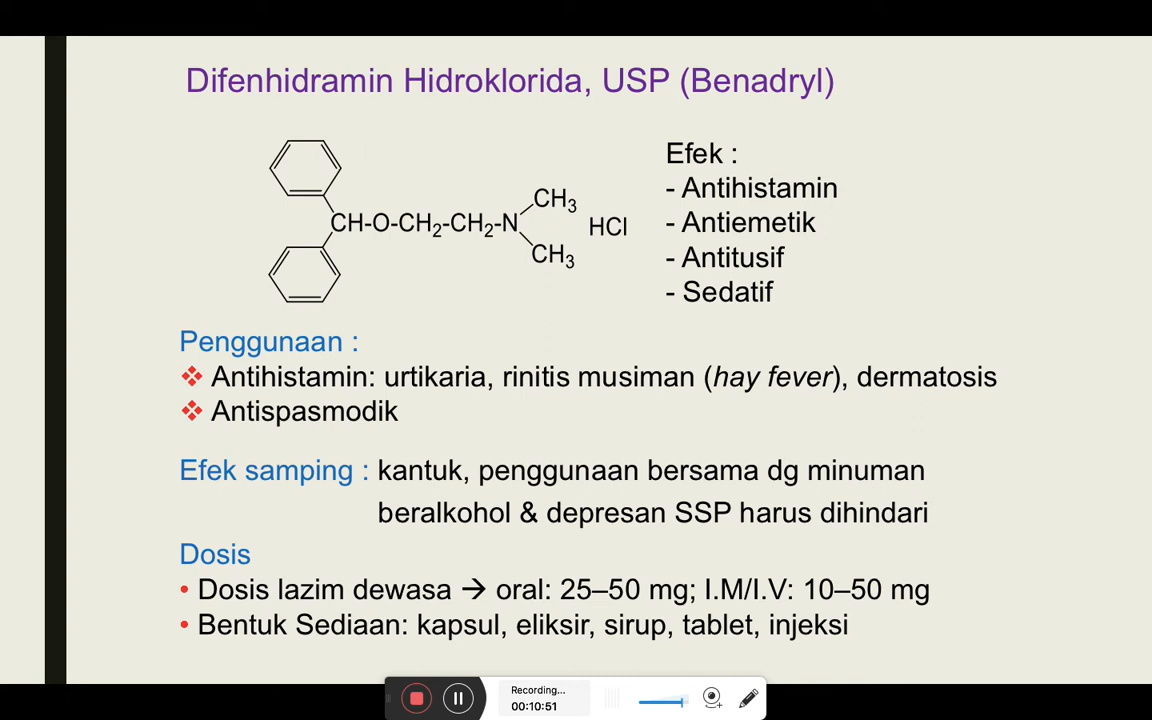 Difenhidramin Hidroklorida, USP (Benadryl)
CH-O-CH₂-CH₂-N
CH₃
CH₃
HCl
Efek :
- Antihistamin
- Antiemetik
- Antitusif
- Sedatif
Penggunaan :
❖ Antihistamin: urtikaria, rinitis musiman (hay fever), dermatosis
❖ Antispasmodik
Efek samping : kantuk, penggunaan bersama dg minuman
beralkohol & depresan SSP harus dihindari
Dosis
• Dosis lazim dewasa → oral: 25–50 mg; I.M/I.V: 10–50 mg
• Bentuk Sediaan: kapsul, eliksir, sirup, tablet, injeksi
Recording...
00:10:51